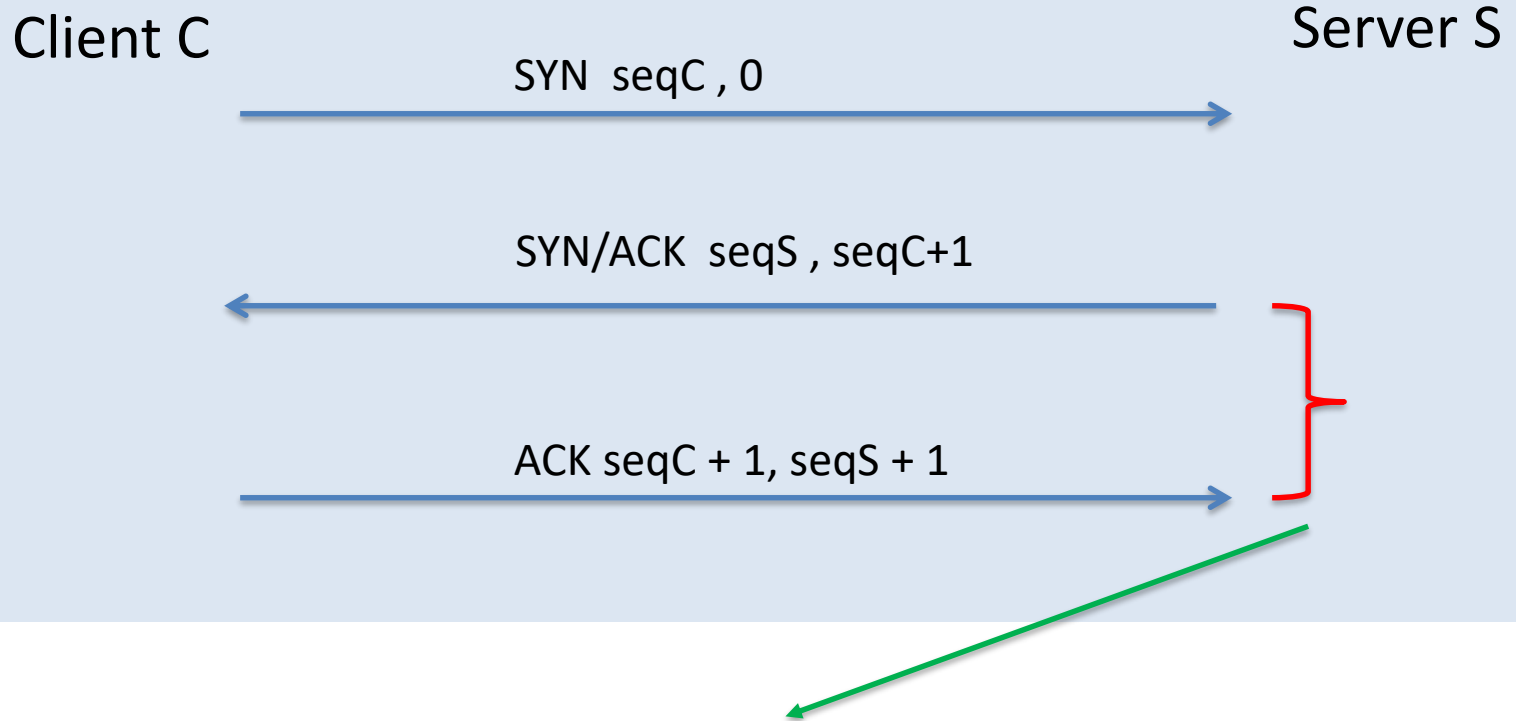 Client C
Server S
SYN seqC , 0
SYN/ACK seqS , seqC+1
ACK seqC + 1, seqS + 1